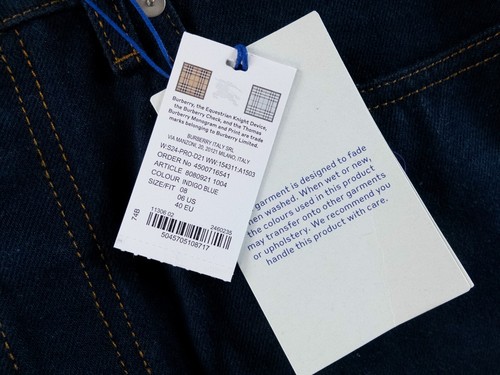 Burberry, the Equestrian Knight Device,
the Burberry Check, and the Thomas
Burberry Monogram and Print are trade
marks belonging to Burberry Limited.
BURBERRY ITALY SRL
VIA MANZONI, 20, 20121 MILANO, ITALY
W:S24-PRO-D21 WW:154311:A1503
ORDER No 4500716541
ARTICLE 8080921 1004
COLOUR INDIGO BLUE
SIZE/FIT 08
06 US
40 EU
74B
11306.02 2460236
5045705108717
garment is designed to fade
when washed. When wet or new,
the colours used in this product
may transfer onto other garments
or upholstery. We recommend you
handle this product with care.